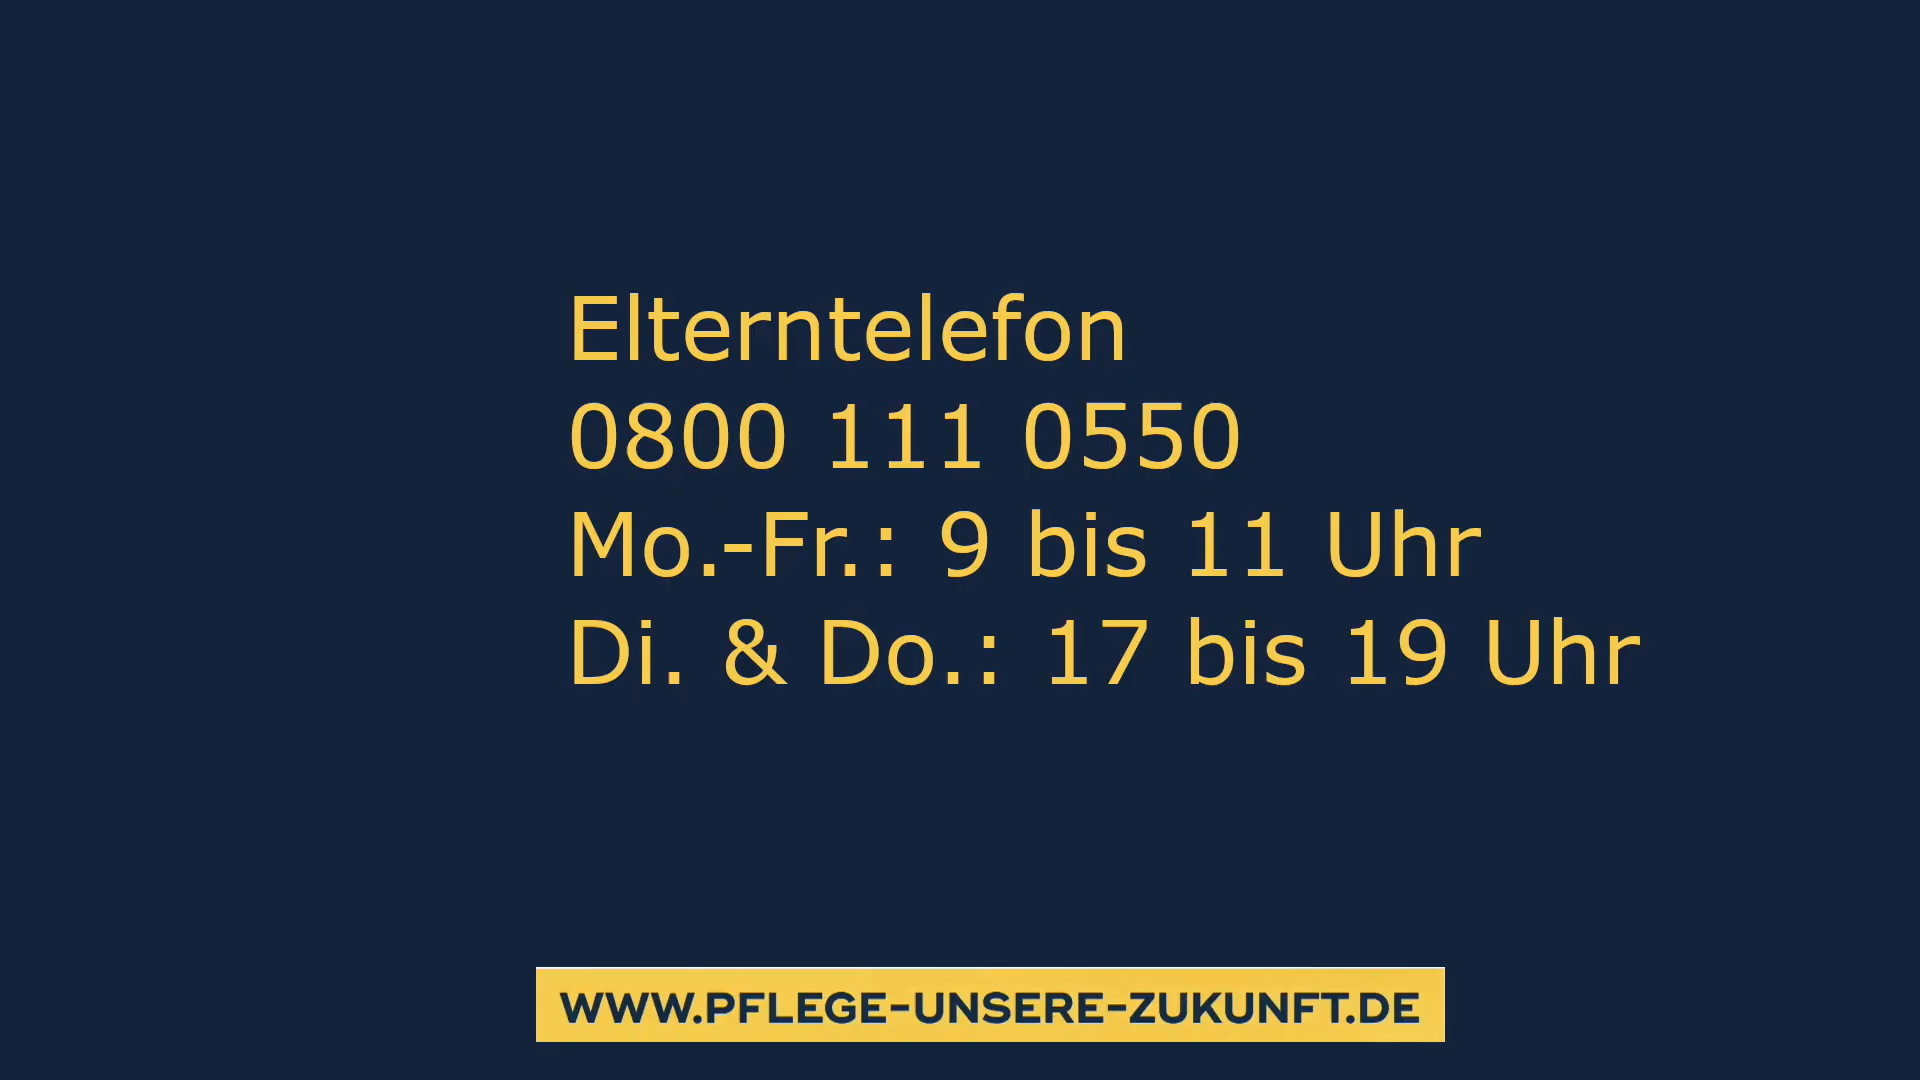 Elterntelefon
0800 111 0550
Mo.-Fr.: 9 bis 11 Uhr
Di. & Do.: 17 bis 19 Uhr
WWW.PFLEGE-UNSERE-ZUKUNFT.DE